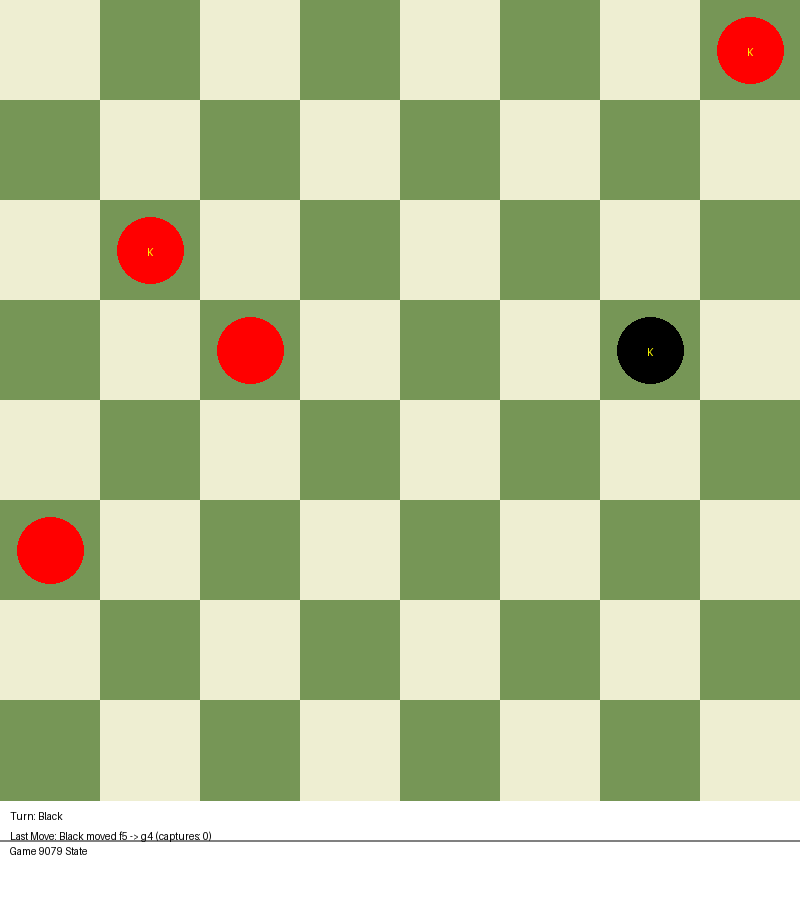 K
K
K
Turn: Black
Last Move: Black moved f5 -> g4 (captures: 0)
Game 9079 State